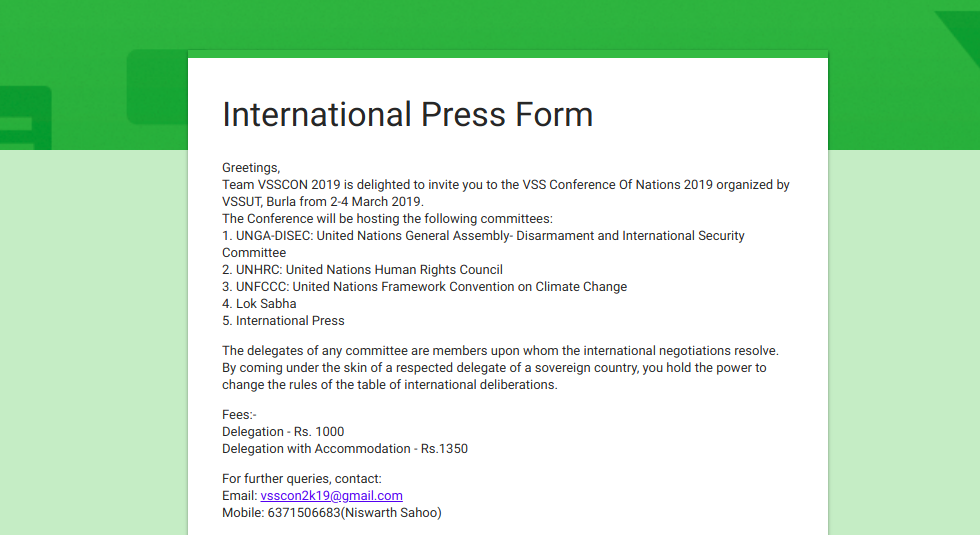 International Press Form
Greetings,
Team VSSCON 2019 is delighted to invite you to the VSS Conference Of Nations 2019 organized by
VSSUT, Burla from 2-4 March 2019.
The Conference will be hosting the following committees:
1. UNGA-DISEC: United Nations General Assembly- Disarmament and International Security
Committee
2. UNHRC: United Nations Human Rights Council
3. UNFCCC: United Nations Framework Convention on Climate Change
4. Lok Sabha
5. International Press
The delegates of any committee are members upon whom the international negotiations resolve.
By coming under the skin of a respected delegate of a sovereign country, you hold the power to
change the rules of the table of international deliberations.
Fees:-
Delegation - Rs. 1000
Delegation with Accommodation - Rs.1350
For further queries, contact:
Email: vsscon2k19@gmail.com
Mobile: 6371506683(Niswarth Sahoo)